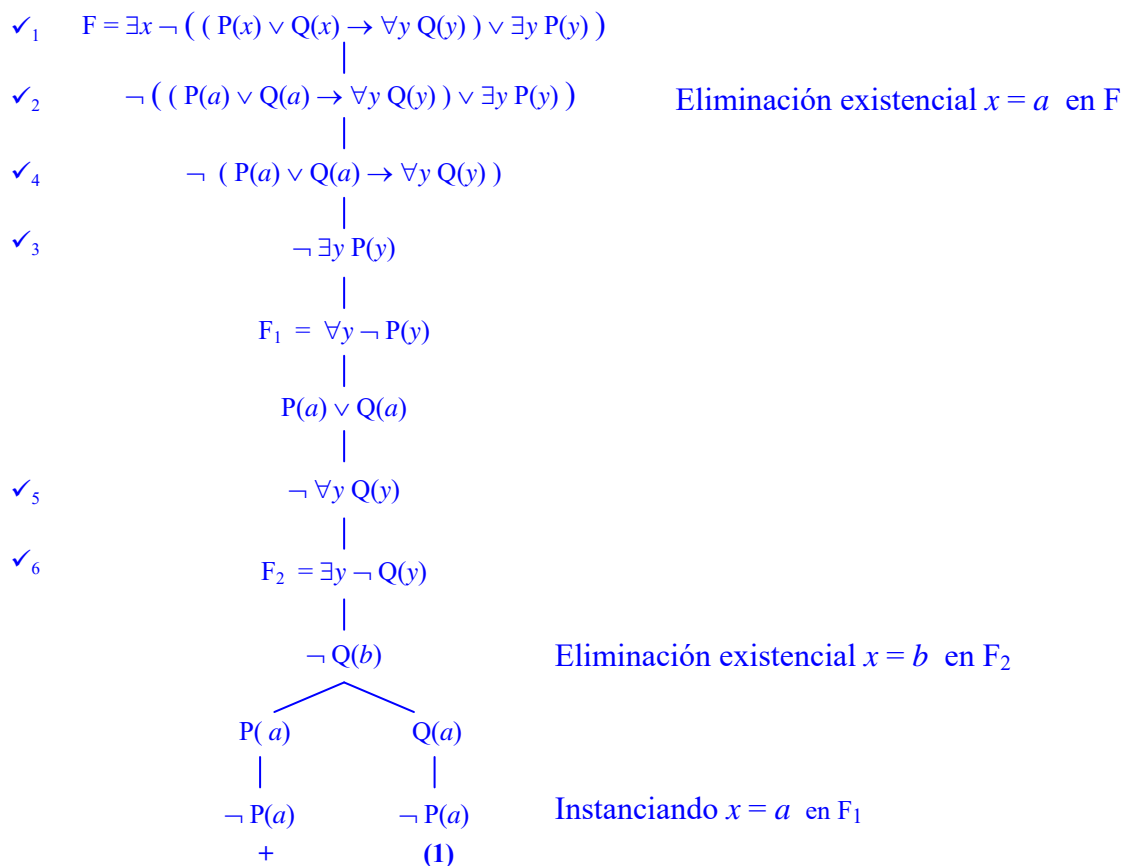 ✓₁ F = ∃x ¬ ( ( P(x) ∨ Q(x) → ∀y Q(y) ) ∨ ∃y P(y) )
✓₂ ¬ ( ( P(a) ∨ Q(a) → ∀y Q(y) ) ∨ ∃y P(y) ) Eliminación existencial x = a en F
✓₄ ¬ ( P(a) ∨ Q(a) → ∀y Q(y) )
✓₃ ¬ ∃y P(y)
F₁ = ∀y ¬ P(y)
P(a) ∨ Q(a)
✓₅ ¬ ∀y Q(y)
✓₆ F₂ = ∃y ¬ Q(y)
¬ Q(b) Eliminación existencial x = b en F₂
P( a) Q(a)
¬ P(a) ¬ P(a) Instanciando x = a en F₁
+ (1)